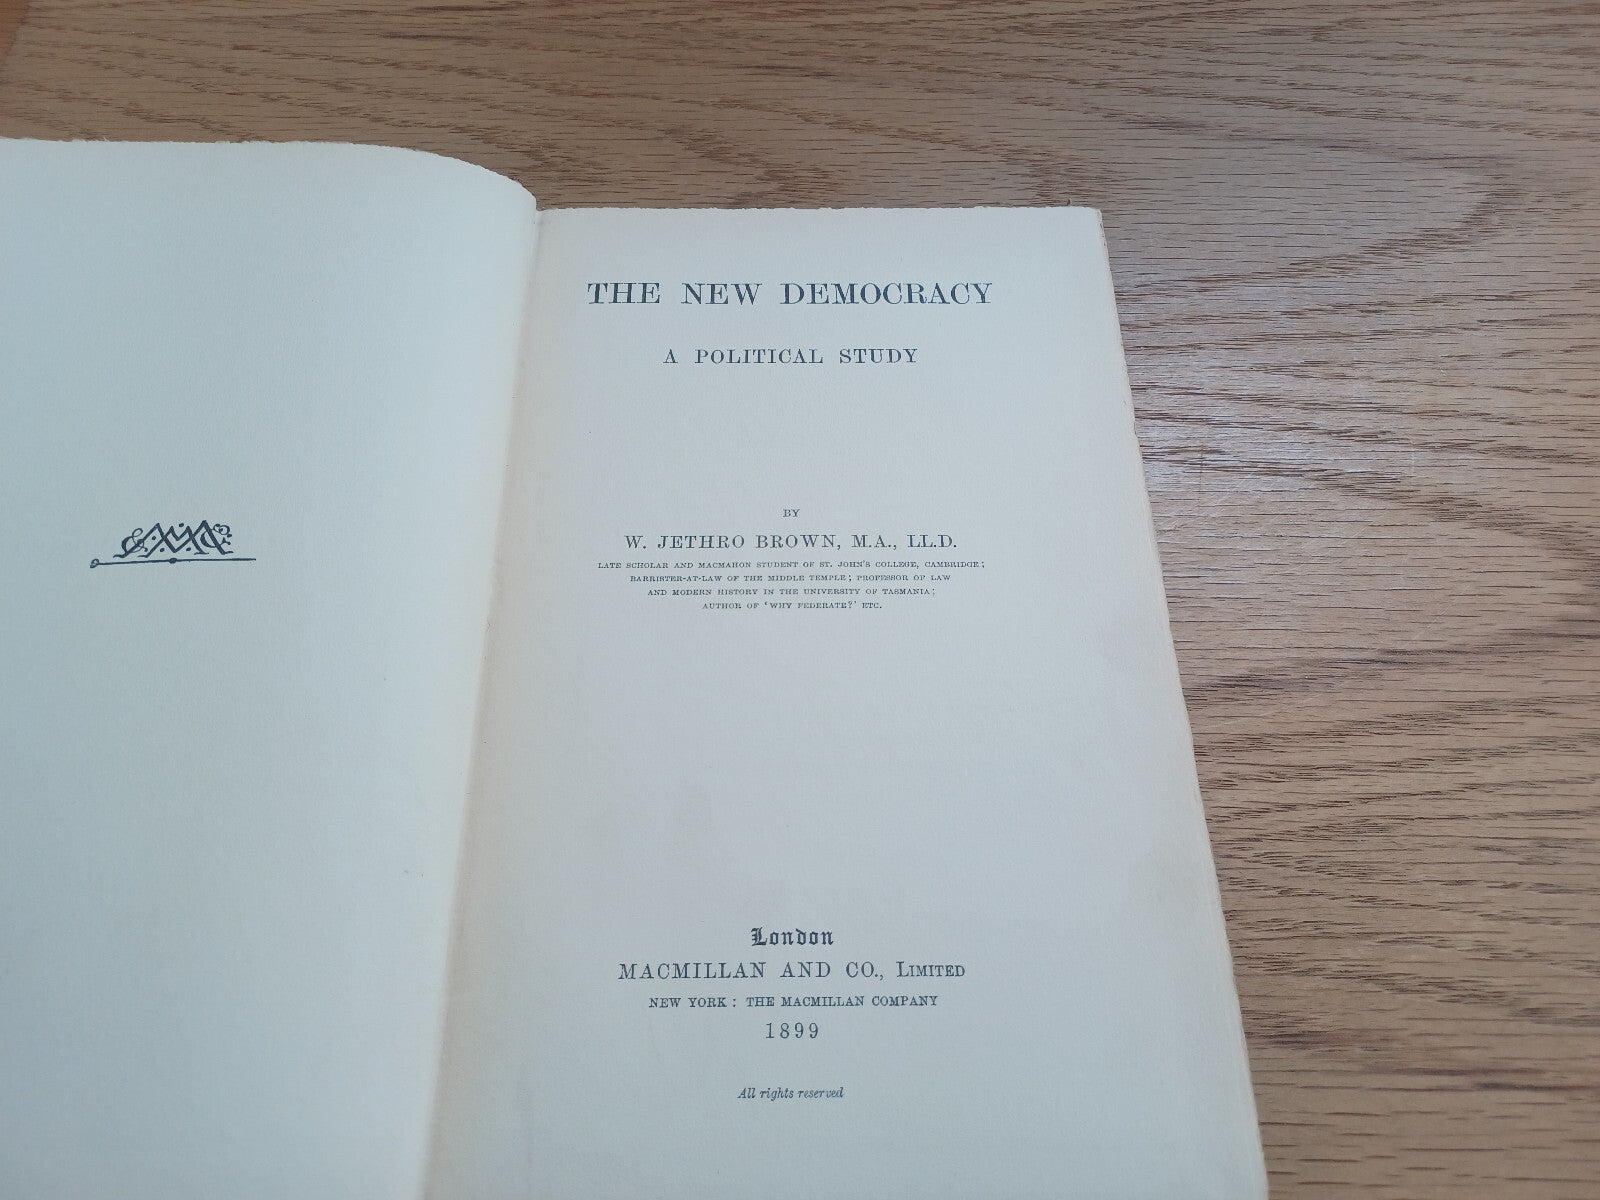 THE NEW DEMOCRACY
A POLITICAL STUDY
BY
W. JETHRO BROWN, M.A., LL.D.
LATE SCHOLAR AND MACMAHON STUDENT OF ST. JOHN'S COLLEGE, CAMBRIDGE;
BARRISTER-AT-LAW OF THE MIDDLE TEMPLE; PROFESSOR OF LAW
AND MODERN HISTORY IN THE UNIVERSITY OF TASMANIA;
AUTHOR OF 'WHY FEDERATE?' ETC.
London
MACMILLAN AND CO., LIMITED
NEW YORK: THE MACMILLAN COMPANY
1899
All rights reserved